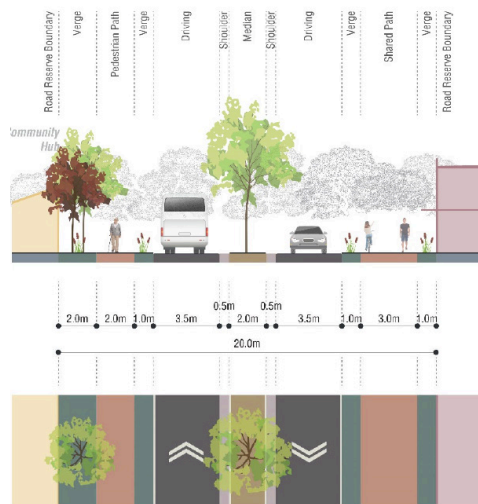 Road Reserve Boundary
Verge
Pedestrian Path
Verge
Driving
Shoulder
Median
Shoulder
Driving
Verge
Shared Path
Verge
Road Reserve Boundary
Community
Hub
0.5m 0.5m
2.0m 2.0m 1.0m 3.5m 2.0m 3.5m 1.0m 3.0m 1.0m
20.0m